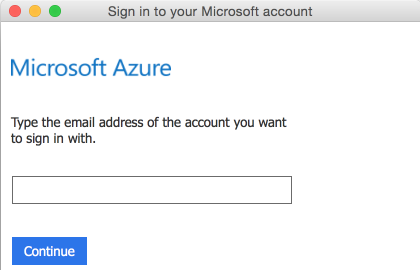 Sign in to your Microsoft account
Microsoft Azure
Type the email address of the account you want
to sign in with.
Continue